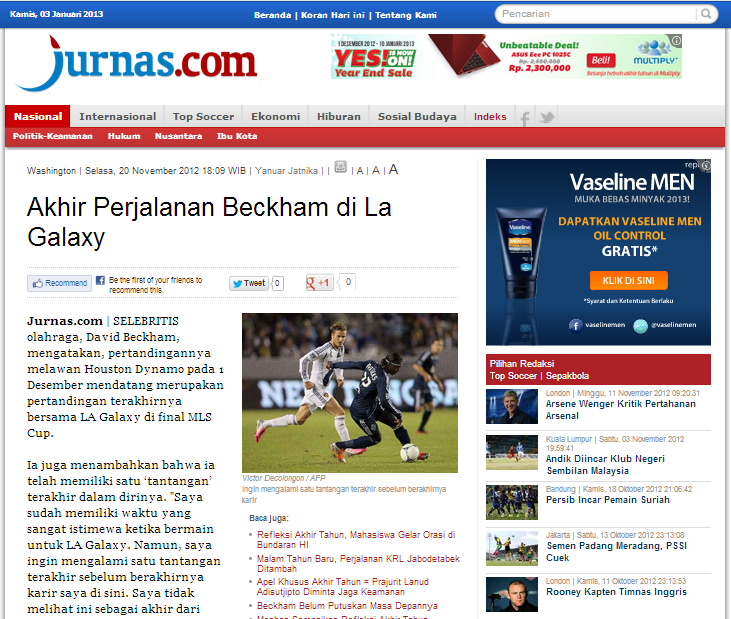 Kamis, 03 Januari 2013
Beranda | Koran Hari ini | Tentang Kami
Pencarian
Jurnas.com
1 DESEMBER 2012 - 10 JANUARI 2013
YES! IS NOW ON!
Year End Sale
Unbeatable Deal!
ASUS Eee PC 1025C
Rp. 2,600,000
Rp. 2,300,000
Beli!
MULTIPLY
Belanja heboh akhir tahun di Multiply
Nasional
Internasional
Top Soccer
Ekonomi
Hiburan
Sosial Budaya
Indeks
Politik-Keamanan
Hukum
Nusantara
Ibu Kota
Washington | Selasa, 20 November 2012 18:09 WIB | Yanuar Jatnika | | | A | A | A
Akhir Perjalanan Beckham di La
Galaxy
Recommend
Be the first of your friends to
recommend this.
Tweet
0
+1
0
Jurnas.com | SELEBRITIS
olahraga, David Beckham,
mengatakan, pertandingannya
melawan Houston Dynamo pada 1
Desember mendatang merupakan
pertandingan terakhirnya
bersama LA Galaxy di final MLS
Cup.
Ia juga menambahkan bahwa ia
telah memiliki satu ‘tantangan’
terakhir dalam dirinya. "Saya
sudah memiliki waktu yang
sangat istimewa ketika bermain
untuk LA Galaxy. Namun, saya
ingin mengalami satu tantangan
terakhir sebelum berakhirnya
karir saya di sini. Saya tidak
melihat ini sebagai akhir dari
Victor Decolongon / AFP
Ingin mengalami satu tantangan terakhir sebelum berakhirnya
karir
Baca juga:
Refleksi Akhir Tahun, Mahasiswa Gelar Orasi di
Bundaran HI
Malam Tahun Baru, Perjalanan KRL Jabodetabek
Ditambah
Apel Khusus Akhir Tahun = Prajurit Lanud
Adisutjipto Diminta Jaga Keamanan
Beckham Belum Putuskan Masa Depannya
Vaseline MEN
MUKA BEBAS MINYAK 2013!
DAPATKAN VASELINE MEN
OIL CONTROL
GRATIS*
KLIK DI SINI
*Syarat dan Ketentuan Berlaku
vaselinemen
@vaselinemen
Vaseline
Pilihan Redaksi
Top Soccer | Sepakbola
London | Minggu, 11 November 2012 09:20:31
Arsene Wenger Kritik Pertahanan
Arsenal
Kuala Lumpur | Sabtu, 03 November 2012
19:59:41
Andik Diincar Klub Negeri
Sembilan Malaysia
Bandung | Kamis, 18 Oktober 2012 21:06:42
Persib Incar Pemain Suriah
Jakarta | Sabtu, 13 Oktober 2012 23:13:08
Semen Padang Meradang, PSSI
Cuek
London | Kamis, 11 Oktober 2012 23:13:53
Rooney Kapten Timnas Inggris